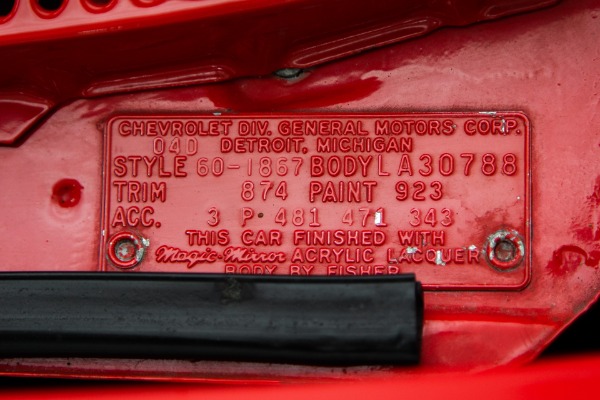 CHEVROLET DIV. GENERAL MOTORS CORP.
04D DETROIT, MICHIGAN
STYLE 60-1867 BODY LA30788
TRIM 874 PAINT 923
ACC. 3 P 481 471 343
THIS CAR FINISHED WITH
Magic-Mirror ACRYLIC LACQUER
BODY BY FISHER